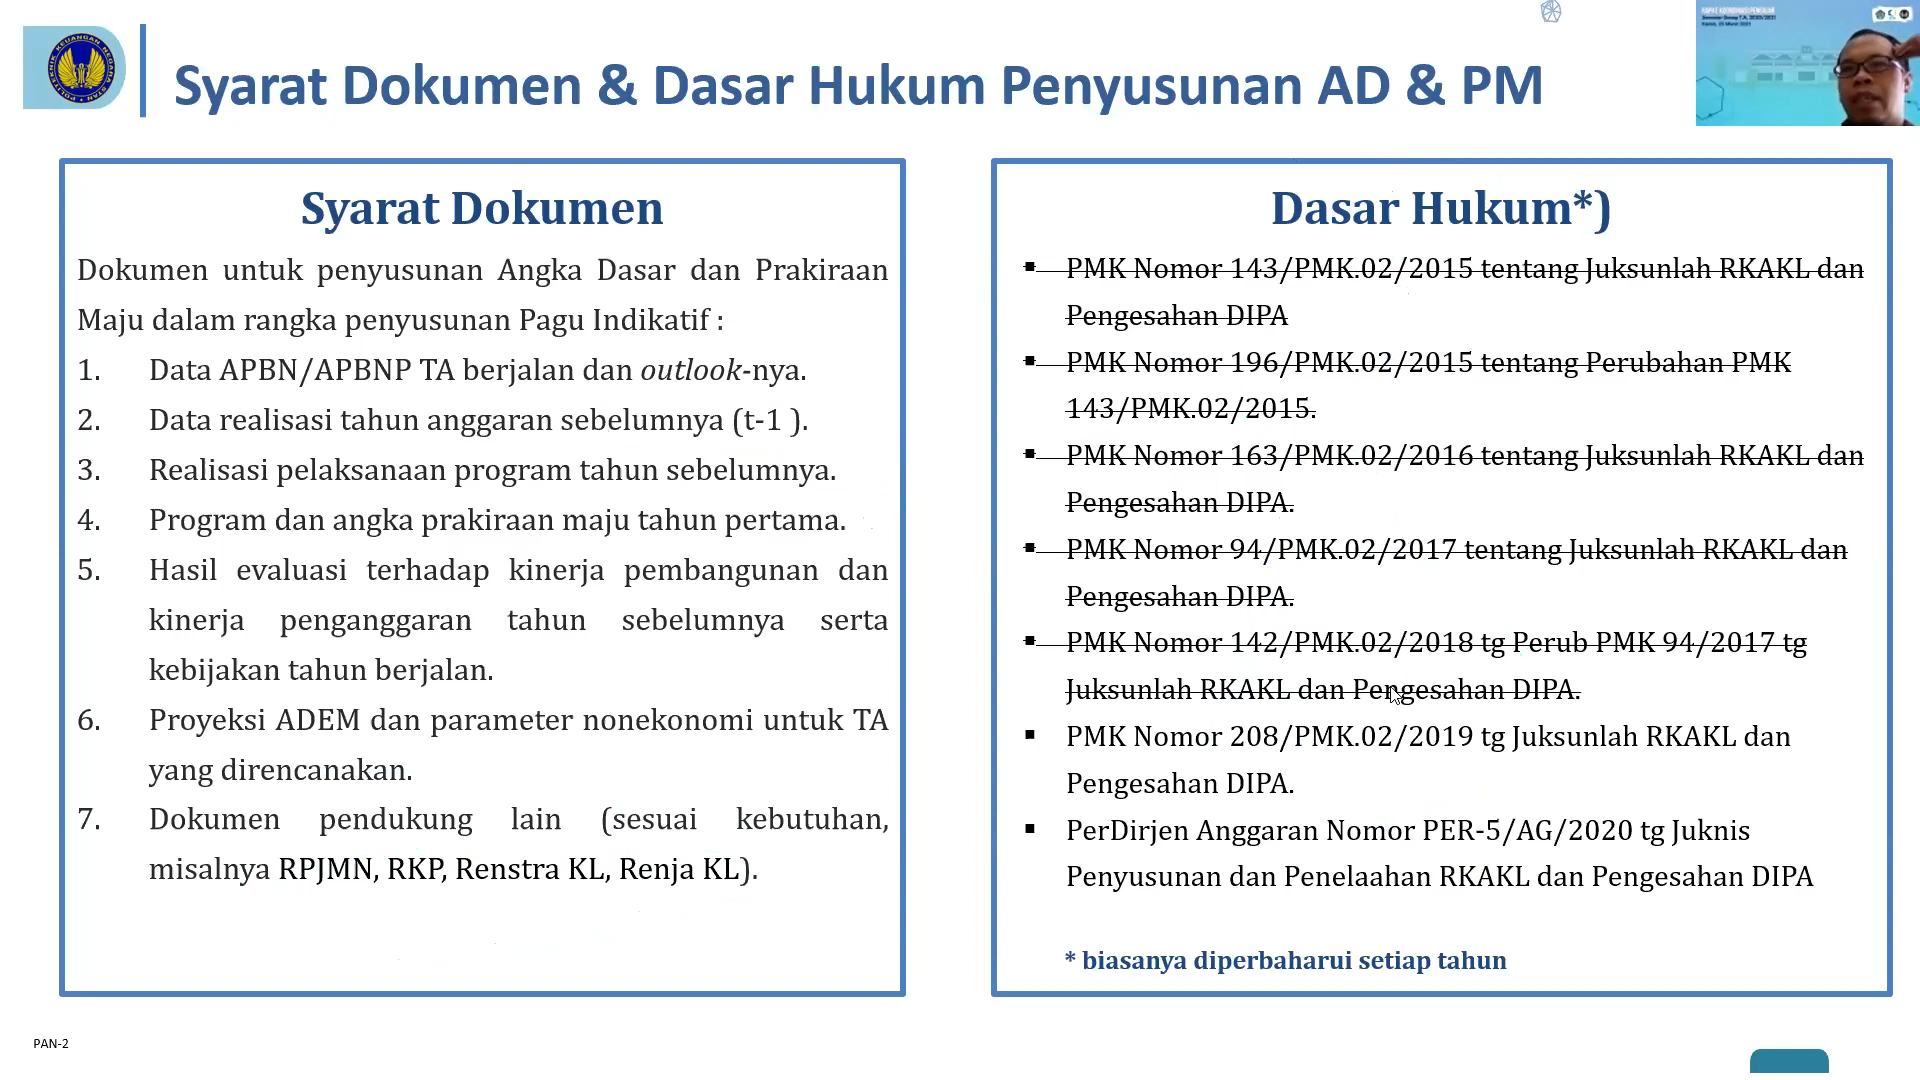 POLITEKNIK KEUANGAN NEGARA STAN
Syarat Dokumen & Dasar Hukum Penyusunan AD & PM
Syarat Dokumen
Dokumen untuk penyusunan Angka Dasar dan Prakiraan
Maju dalam rangka penyusunan Pagu Indikatif :
1. Data APBN/APBNP TA berjalan dan outlook-nya.
2. Data realisasi tahun anggaran sebelumnya (t-1 ).
3. Realisasi pelaksanaan program tahun sebelumnya.
4. Program dan angka prakiraan maju tahun pertama.
5. Hasil evaluasi terhadap kinerja pembangunan dan
kinerja penganggaran tahun sebelumnya serta
kebijakan tahun berjalan.
6. Proyeksi ADEM dan parameter nonekonomi untuk TA
yang direncanakan.
7. Dokumen pendukung lain (sesuai kebutuhan,
misalnya RPJMN, RKP, Renstra KL, Renja KL).
Dasar Hukum*)
▪ PMK Nomor 143/PMK.02/2015 tentang Juksunlah RKAKL dan
Pengesahan DIPA
▪ PMK Nomor 196/PMK.02/2015 tentang Perubahan PMK
143/PMK.02/2015.
▪ PMK Nomor 163/PMK.02/2016 tentang Juksunlah RKAKL dan
Pengesahan DIPA.
▪ PMK Nomor 94/PMK.02/2017 tentang Juksunlah RKAKL dan
Pengesahan DIPA.
▪ PMK Nomor 142/PMK.02/2018 tg Perub PMK 94/2017 tg
Juksunlah RKAKL dan Pengesahan DIPA.
▪ PMK Nomor 208/PMK.02/2019 tg Juksunlah RKAKL dan
Pengesahan DIPA.
▪ PerDirjen Anggaran Nomor PER-5/AG/2020 tg Juknis
Penyusunan dan Penelaahan RKAKL dan Pengesahan DIPA
* biasanya diperbaharui setiap tahun
PAN-2